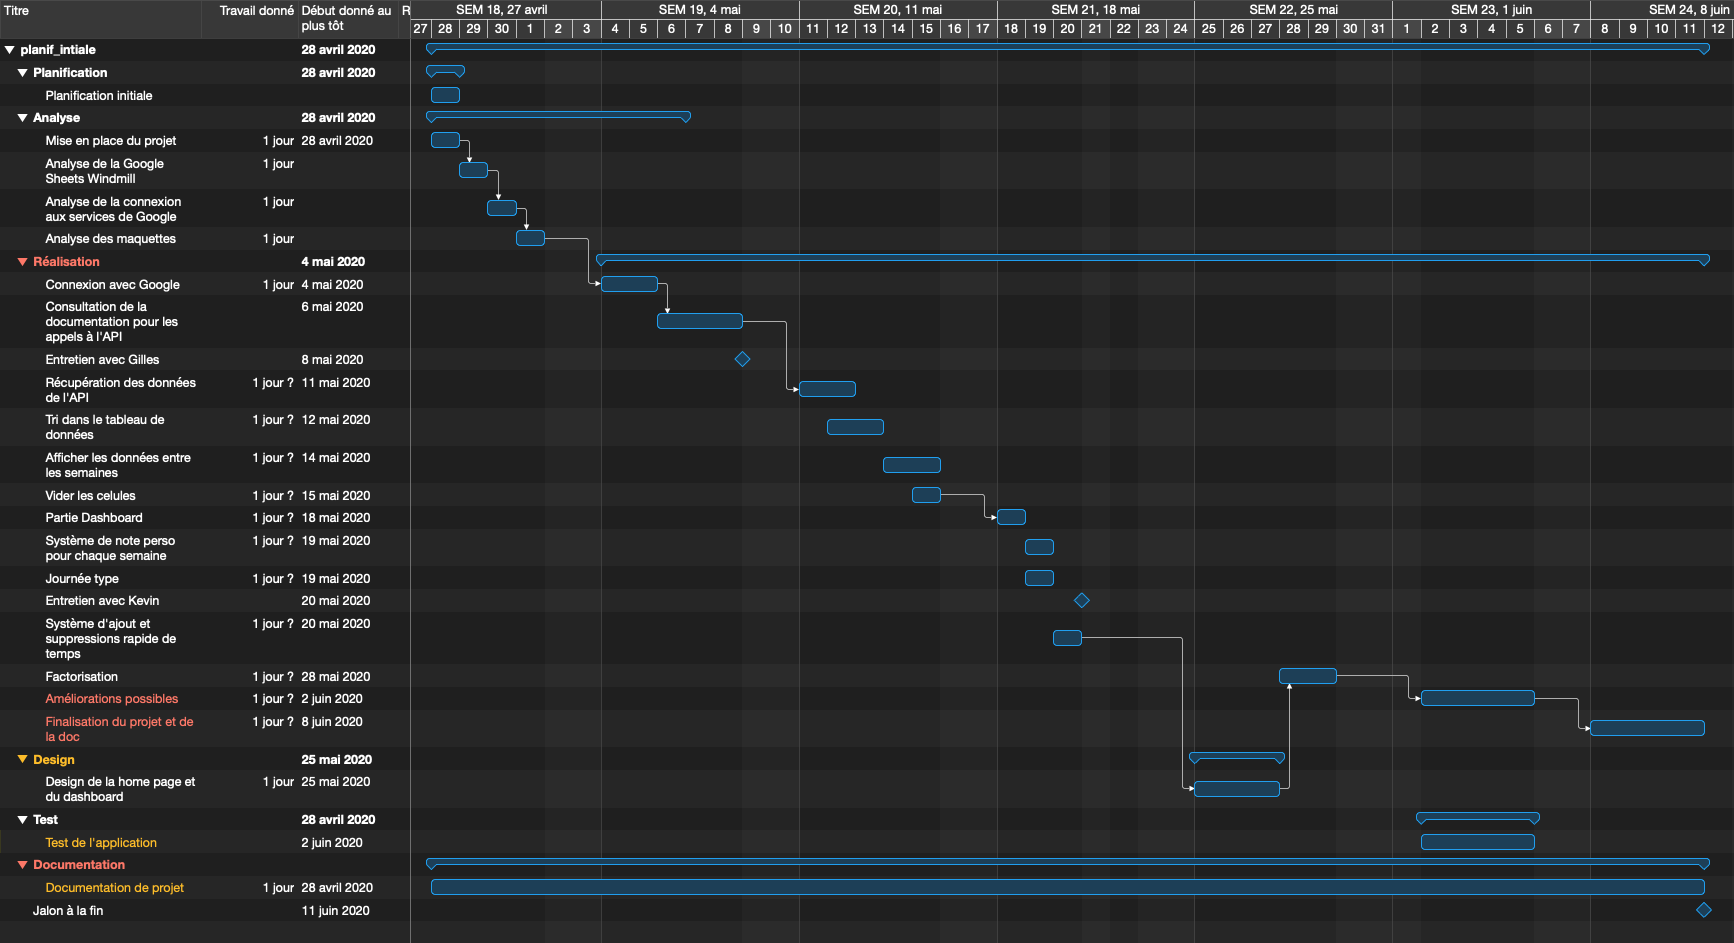 Titre Travail donné Début donné au plus tôt R SEM 18, 27 avril SEM 19, 4 mai SEM 20, 11 mai SEM 21, 18 mai SEM 22, 25 mai SEM 23, 1 juin SEM 24, 8 juin
27 28 29 30 1 2 3 4 5 6 7 8 9 10 11 12 13 14 15 16 17 18 19 20 21 22 23 24 25 26 27 28 29 30 31 1 2 3 4 5 6 7 8 9 10 11 12
planif_intiale 28 avril 2020
Planification 28 avril 2020
Planification initiale
Analyse 28 avril 2020
Mise en place du projet 1 jour 28 avril 2020
Analyse de la Google 1 jour
Sheets Windmill
Analyse de la connexion 1 jour
aux services de Google
Analyse des maquettes 1 jour
Réalisation 4 mai 2020
Connexion avec Google 1 jour 4 mai 2020
Consultation de la 6 mai 2020
documentation pour les
appels à l'API
Entretien avec Gilles 8 mai 2020
Récupération des données 1 jour ? 11 mai 2020
de l'API
Tri dans le tableau de 1 jour ? 12 mai 2020
données
Afficher les données entre 1 jour ? 14 mai 2020
les semaines
Vider les celules 1 jour ? 15 mai 2020
Partie Dashboard 1 jour ? 18 mai 2020
Système de note perso 1 jour ? 19 mai 2020
pour chaque semaine
Journée type 1 jour ? 19 mai 2020
Entretien avec Kevin 20 mai 2020
Système d'ajout et 1 jour ? 20 mai 2020
suppressions rapide de
temps
Factorisation 1 jour ? 28 mai 2020
Améliorations possibles 1 jour ? 2 juin 2020
Finalisation du projet et de 1 jour ? 8 juin 2020
la doc
Design 25 mai 2020
Design de la home page et 1 jour 25 mai 2020
du dashboard
Test 28 avril 2020
Test de l'application 2 juin 2020
Documentation
Documentation de projet 1 jour 28 avril 2020
Jalon à la fin 11 juin 2020